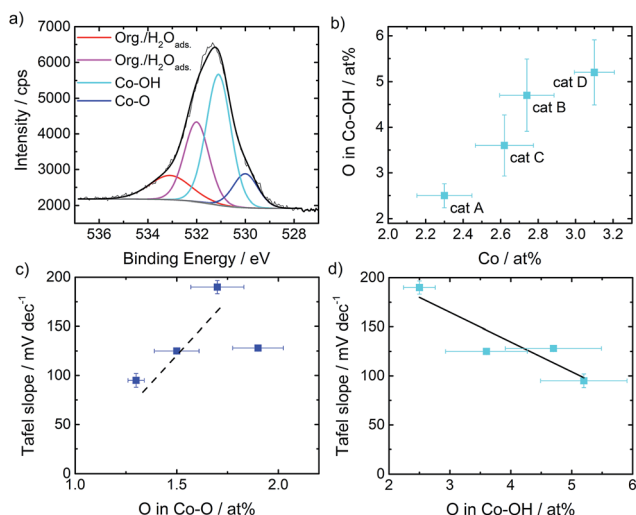 a)
Org./H₂Oads.
Org./H₂Oads.
Co-OH
Co-O
Intensity / cps
7000
6000
5000
4000
3000
2000
536 534 532 530 528
Binding Energy / eV
b)
O in Co-OH / at%
6
5
4
3
2
cat D
cat B
cat C
cat A
2.0 2.2 2.4 2.6 2.8 3.0 3.2
Co / at%
c)
Tafel slope / mV dec⁻¹
200
150
100
50
0
1.0 1.5 2.0
O in Co-O / at%
d)
Tafel slope / mV dec⁻¹
200
150
100
50
0
2 3 4 5 6
O in Co-OH / at%